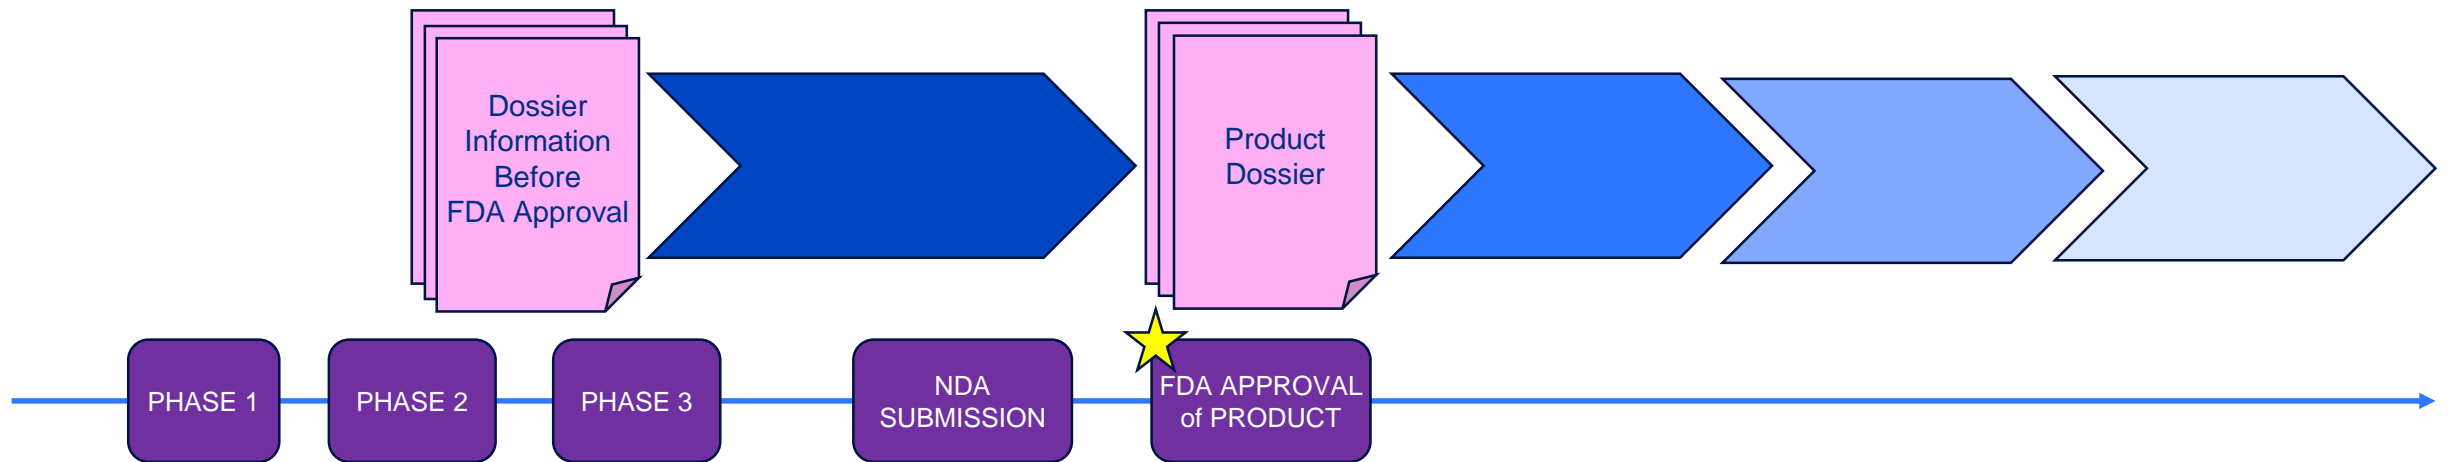 Dossier
Information
Before
FDA Approval
Product
Dossier
PHASE 1
PHASE 2
PHASE 3
NDA
SUBMISSION
FDA APPROVAL
of PRODUCT